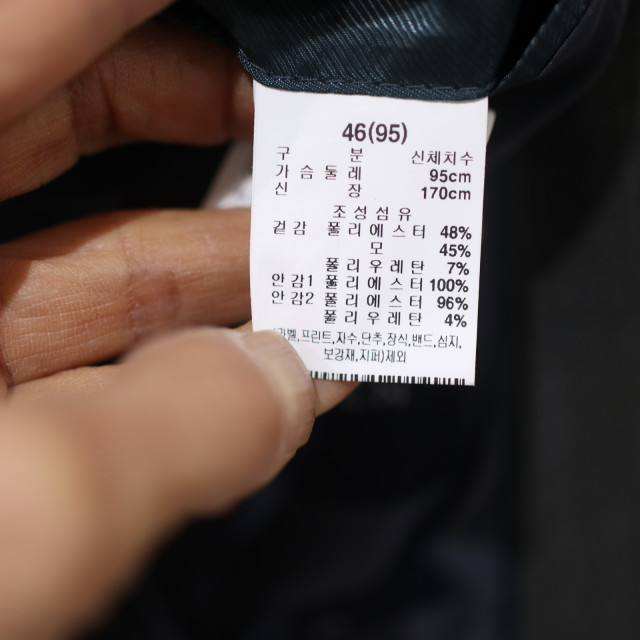 46(95)
구 분 신체치수
가슴둘레 95cm
신 장 170cm
조성섬유
겉감 폴리에스터 48%
모 45%
폴리우레탄 7%
안감1 폴리에스터 100%
안감2 폴리에스터 96%
폴리우레탄 4%
프린트,자수,단추,장식,밴드,심지,
보강재,지퍼)제외